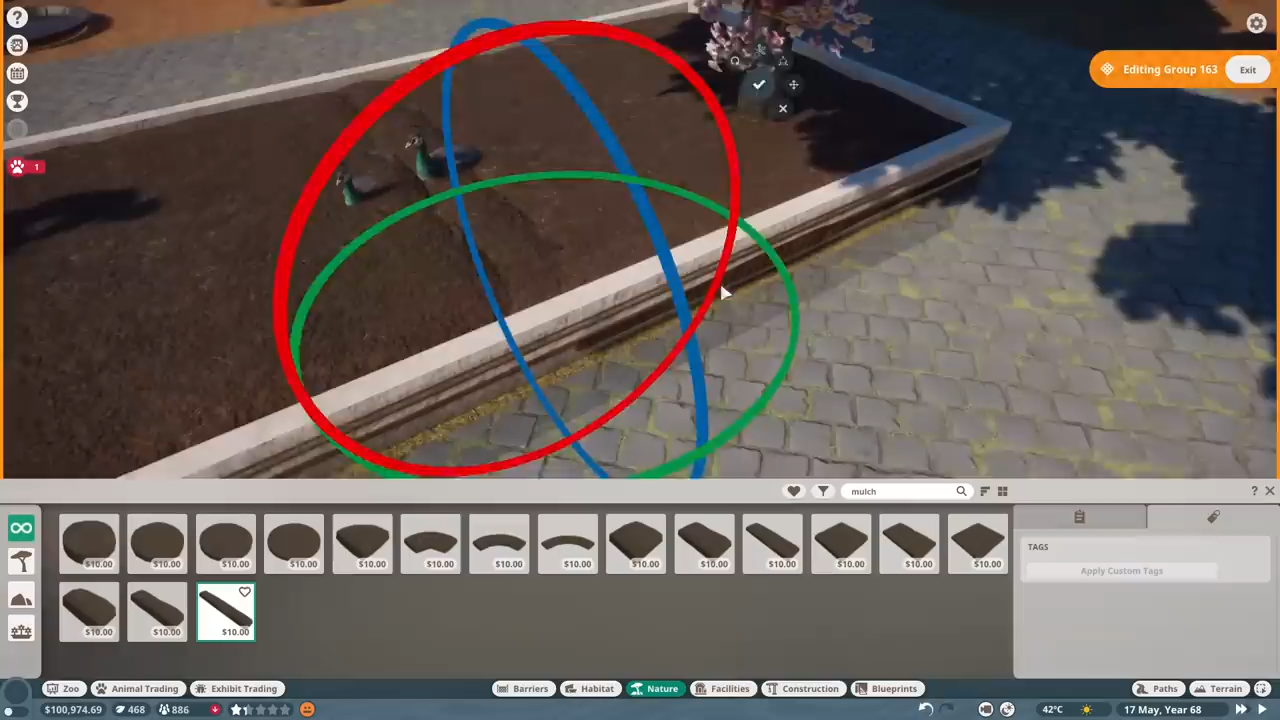 ?
Editing Group 163
Exit
1
mulch
?
$10.00 $10.00 $10.00 $10.00 $10.00 $10.00 $10.00 $10.00 $10.00 $10.00 $10.00 $10.00 $10.00 $10.00
TAGS
Apply Custom Tags
$10.00 $10.00 $10.00
Zoo Animal Trading Exhibit Trading Barriers Habitat Nature Facilities Construction Blueprints Paths Terrain
$100,974.69 468 886 42°C 17 May, Year 68